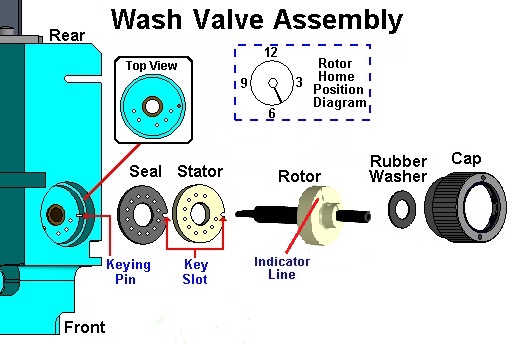 Wash Valve Assembly
Rear
Top View
12
9
3
6
Rotor
Home
Position
Diagram
Seal
Stator
Rotor
Rubber
Washer
Cap
Keying
Pin
Key
Slot
Indicator
Line
Front